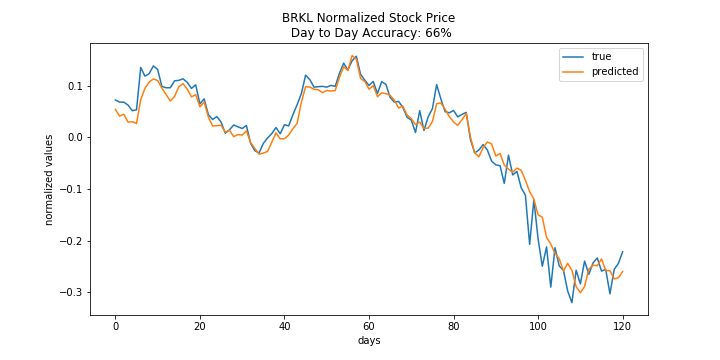 BRKL Normalized Stock Price
Day to Day Accuracy: 66%
true
predicted
normalized values
0.1
0.0
−0.1
−0.2
−0.3
0 20 40 60 80 100 120
days